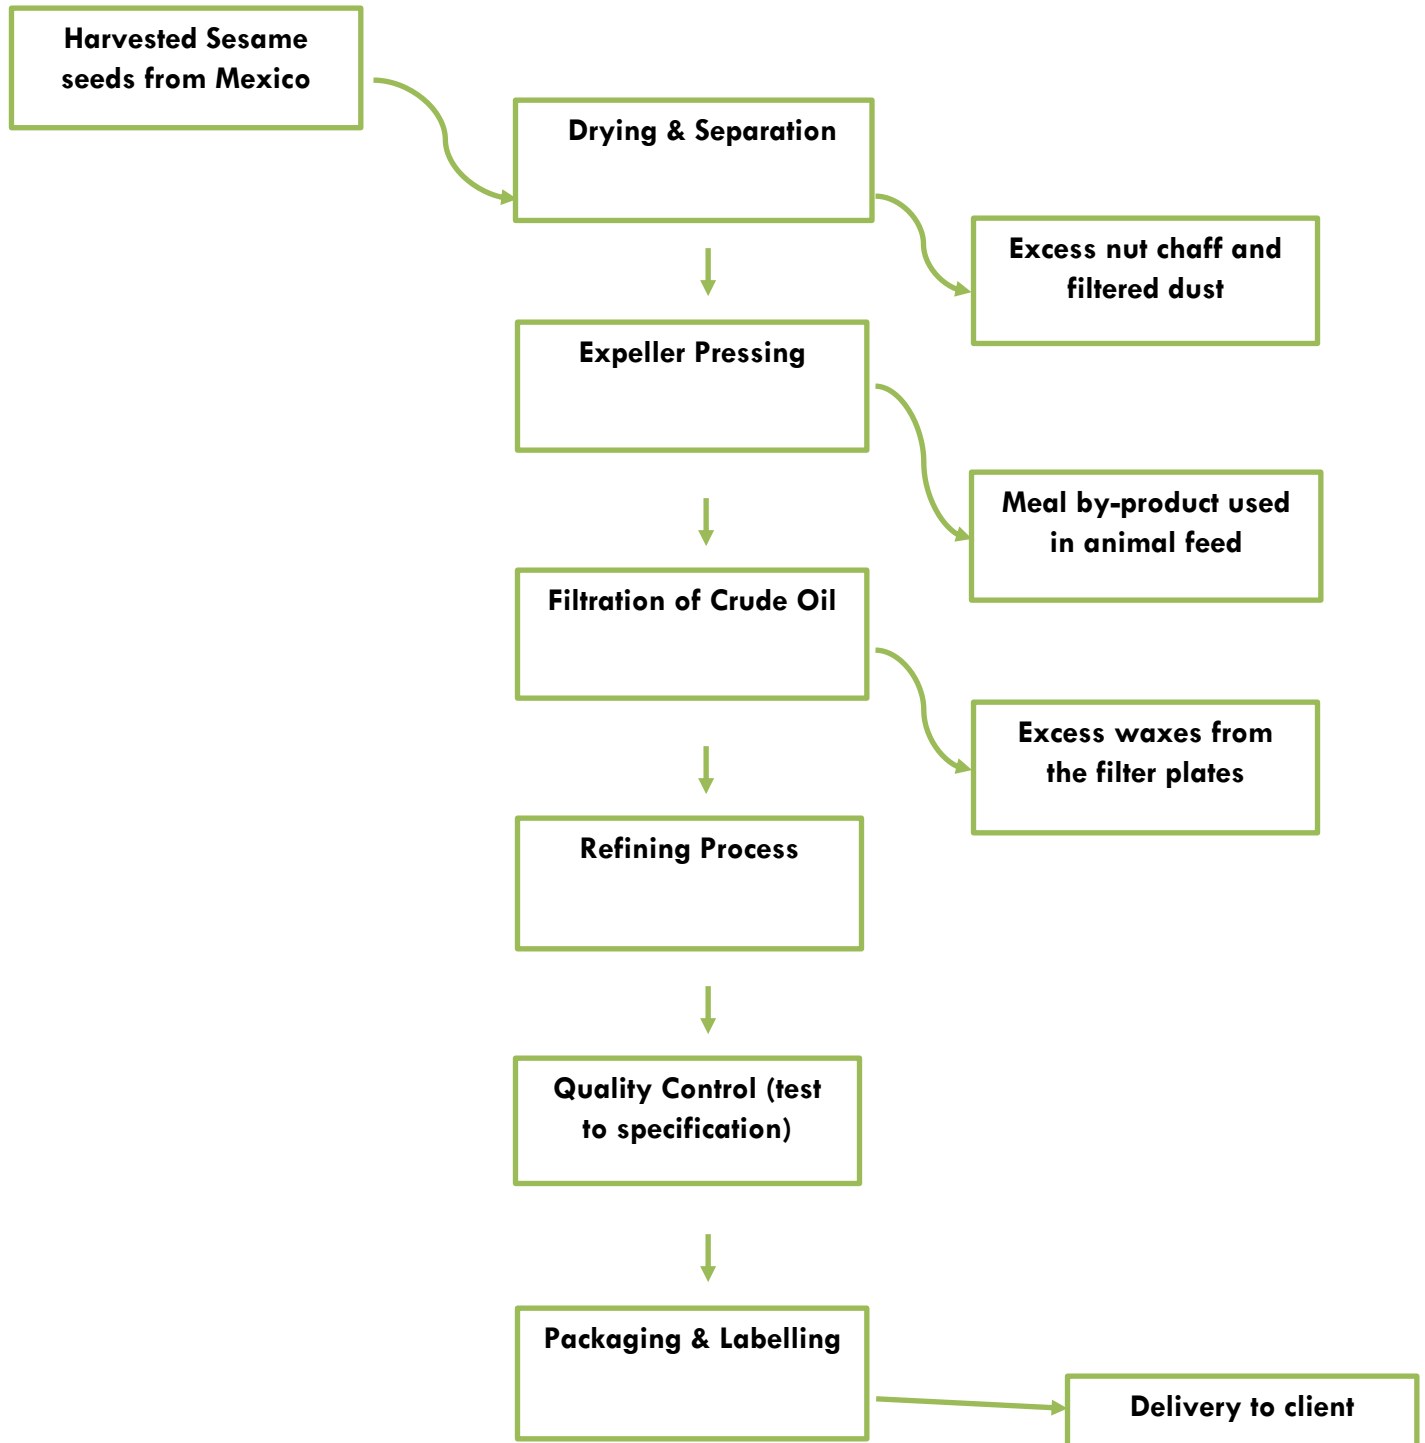 Harvested Sesame
seeds from Mexico
Drying & Separation
Excess nut chaff and
filtered dust
Expeller Pressing
Meal by-product used
in animal feed
Filtration of Crude Oil
Excess waxes from
the filter plates
Refining Process
Quality Control (test
to specification)
Packaging & Labelling
Delivery to client